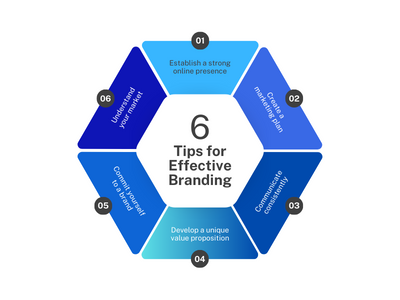 01
Establish a strong
online presence
02
Create a
marketing plan
03
Communicate
consistently
04
Develop a unique
value proposition
05
Commit yourself
to a brand
06
Understand
your market
6
Tips for
Effective
Branding